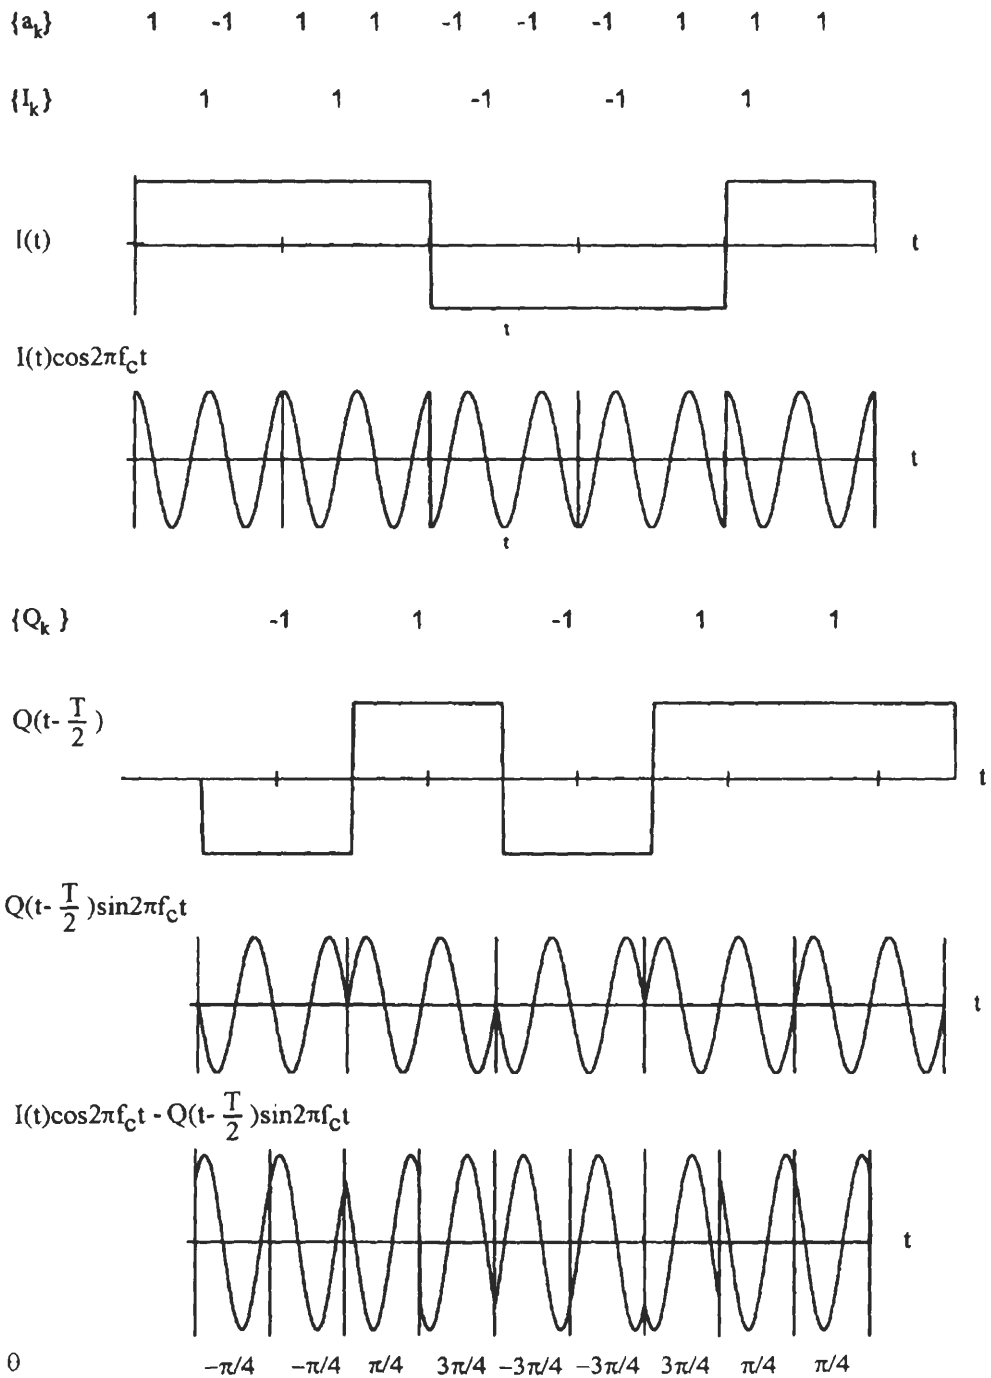 {a_k} 1 -1 1 1 -1 -1 -1 1 1 1
{I_k} 1 1 -1 -1 1
I(t) t
t
I(t)cos2πf_ct
t
t
{Q_k } -1 1 -1 1 1
Q(t- T/2 )
t
Q(t- T/2 )sin2πf_ct
t
I(t)cos2πf_ct - Q(t- T/2 )sin2πf_ct
t
θ −π/4 −π/4 π/4 3π/4 −3π/4 −3π/4 3π/4 π/4 π/4